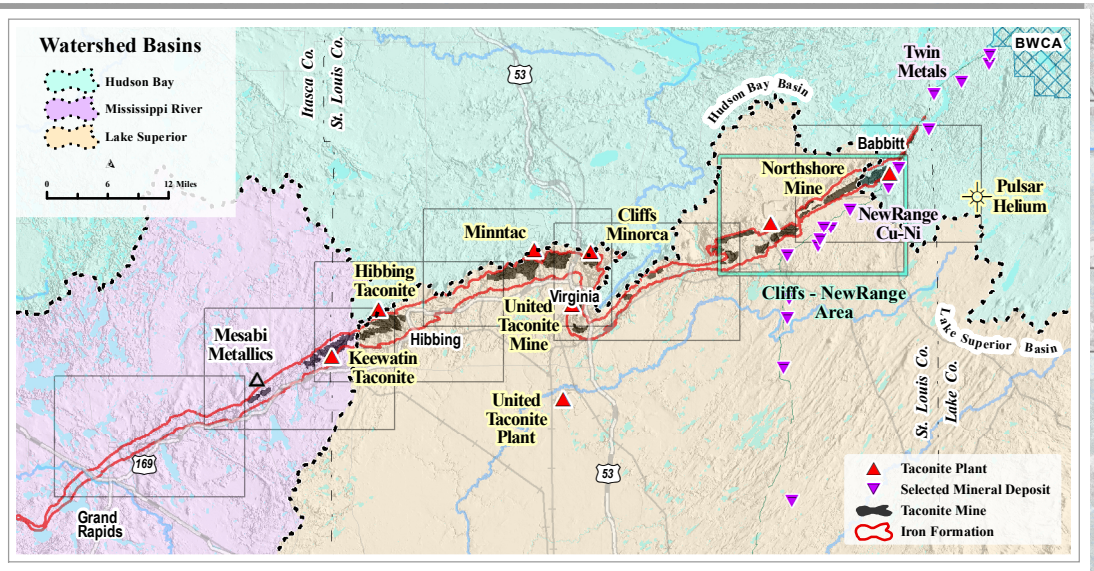 Watershed Basins
Hudson Bay
Mississippi River
Lake Superior
0 6 12 Miles
Itasca Co.
St. Louis Co.
53
Hudson Bay Basin
Twin
Metals
BWCA
Babbitt
Northshore
Mine
Pulsar
Helium
NewRange
Cu-Ni
Cliffs
Minorca
Minntac
Hibbing
Taconite
Virginia
United
Taconite
Mine
Cliffs - NewRange
Area
Hibbing
Mesabi
Metallics
Keewatin
Taconite
Lake Superior Basin
St. Louis Co.
Lake Co.
United
Taconite
Plant
169
53
Grand
Rapids
Taconite Plant
Selected Mineral Deposit
Taconite Mine
Iron Formation